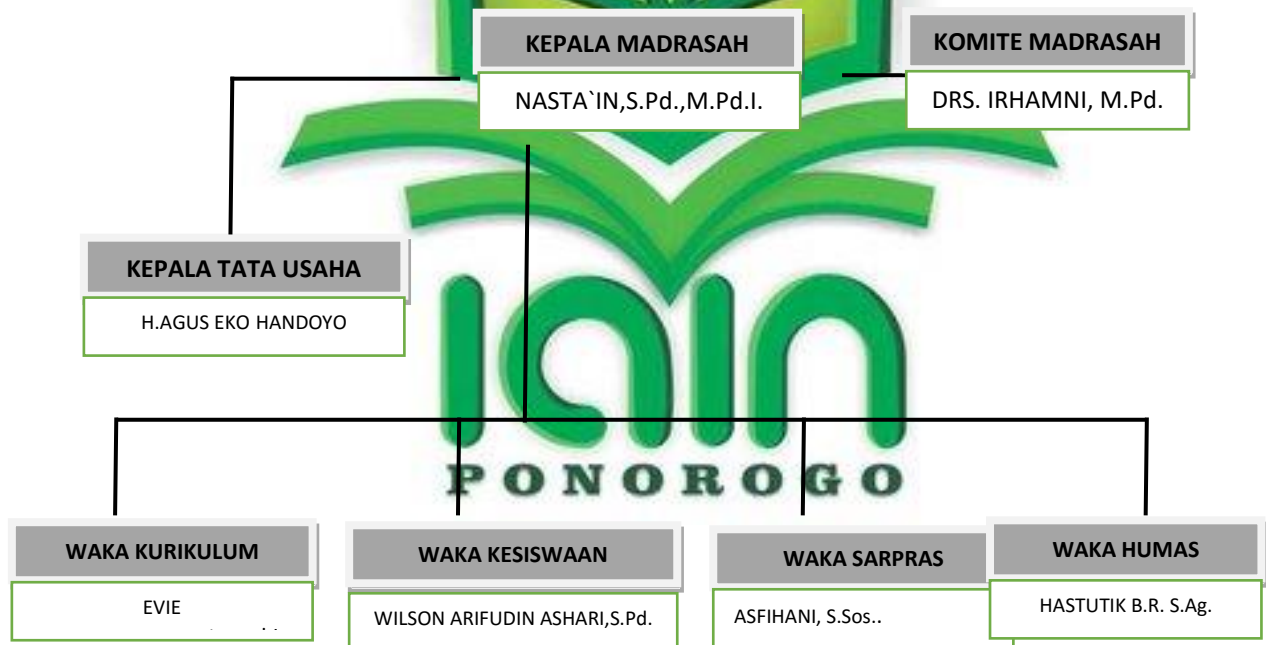 KEPALA MADRASAH
NASTA`IN,S.Pd.,M.Pd.I.
KOMITE MADRASAH
DRS. IRHAMNI, M.Pd.
KEPALA TATA USAHA
H.AGUS EKO HANDOYO
IAIN
PONOROGO
WAKA KURIKULUM
EVIE
WAKA KESISWAAN
WILSON ARIFUDIN ASHARI,S.Pd.
WAKA SARPRAS
ASFIHANI, S.Sos..
WAKA HUMAS
HASTUTIK B.R. S.Ag.